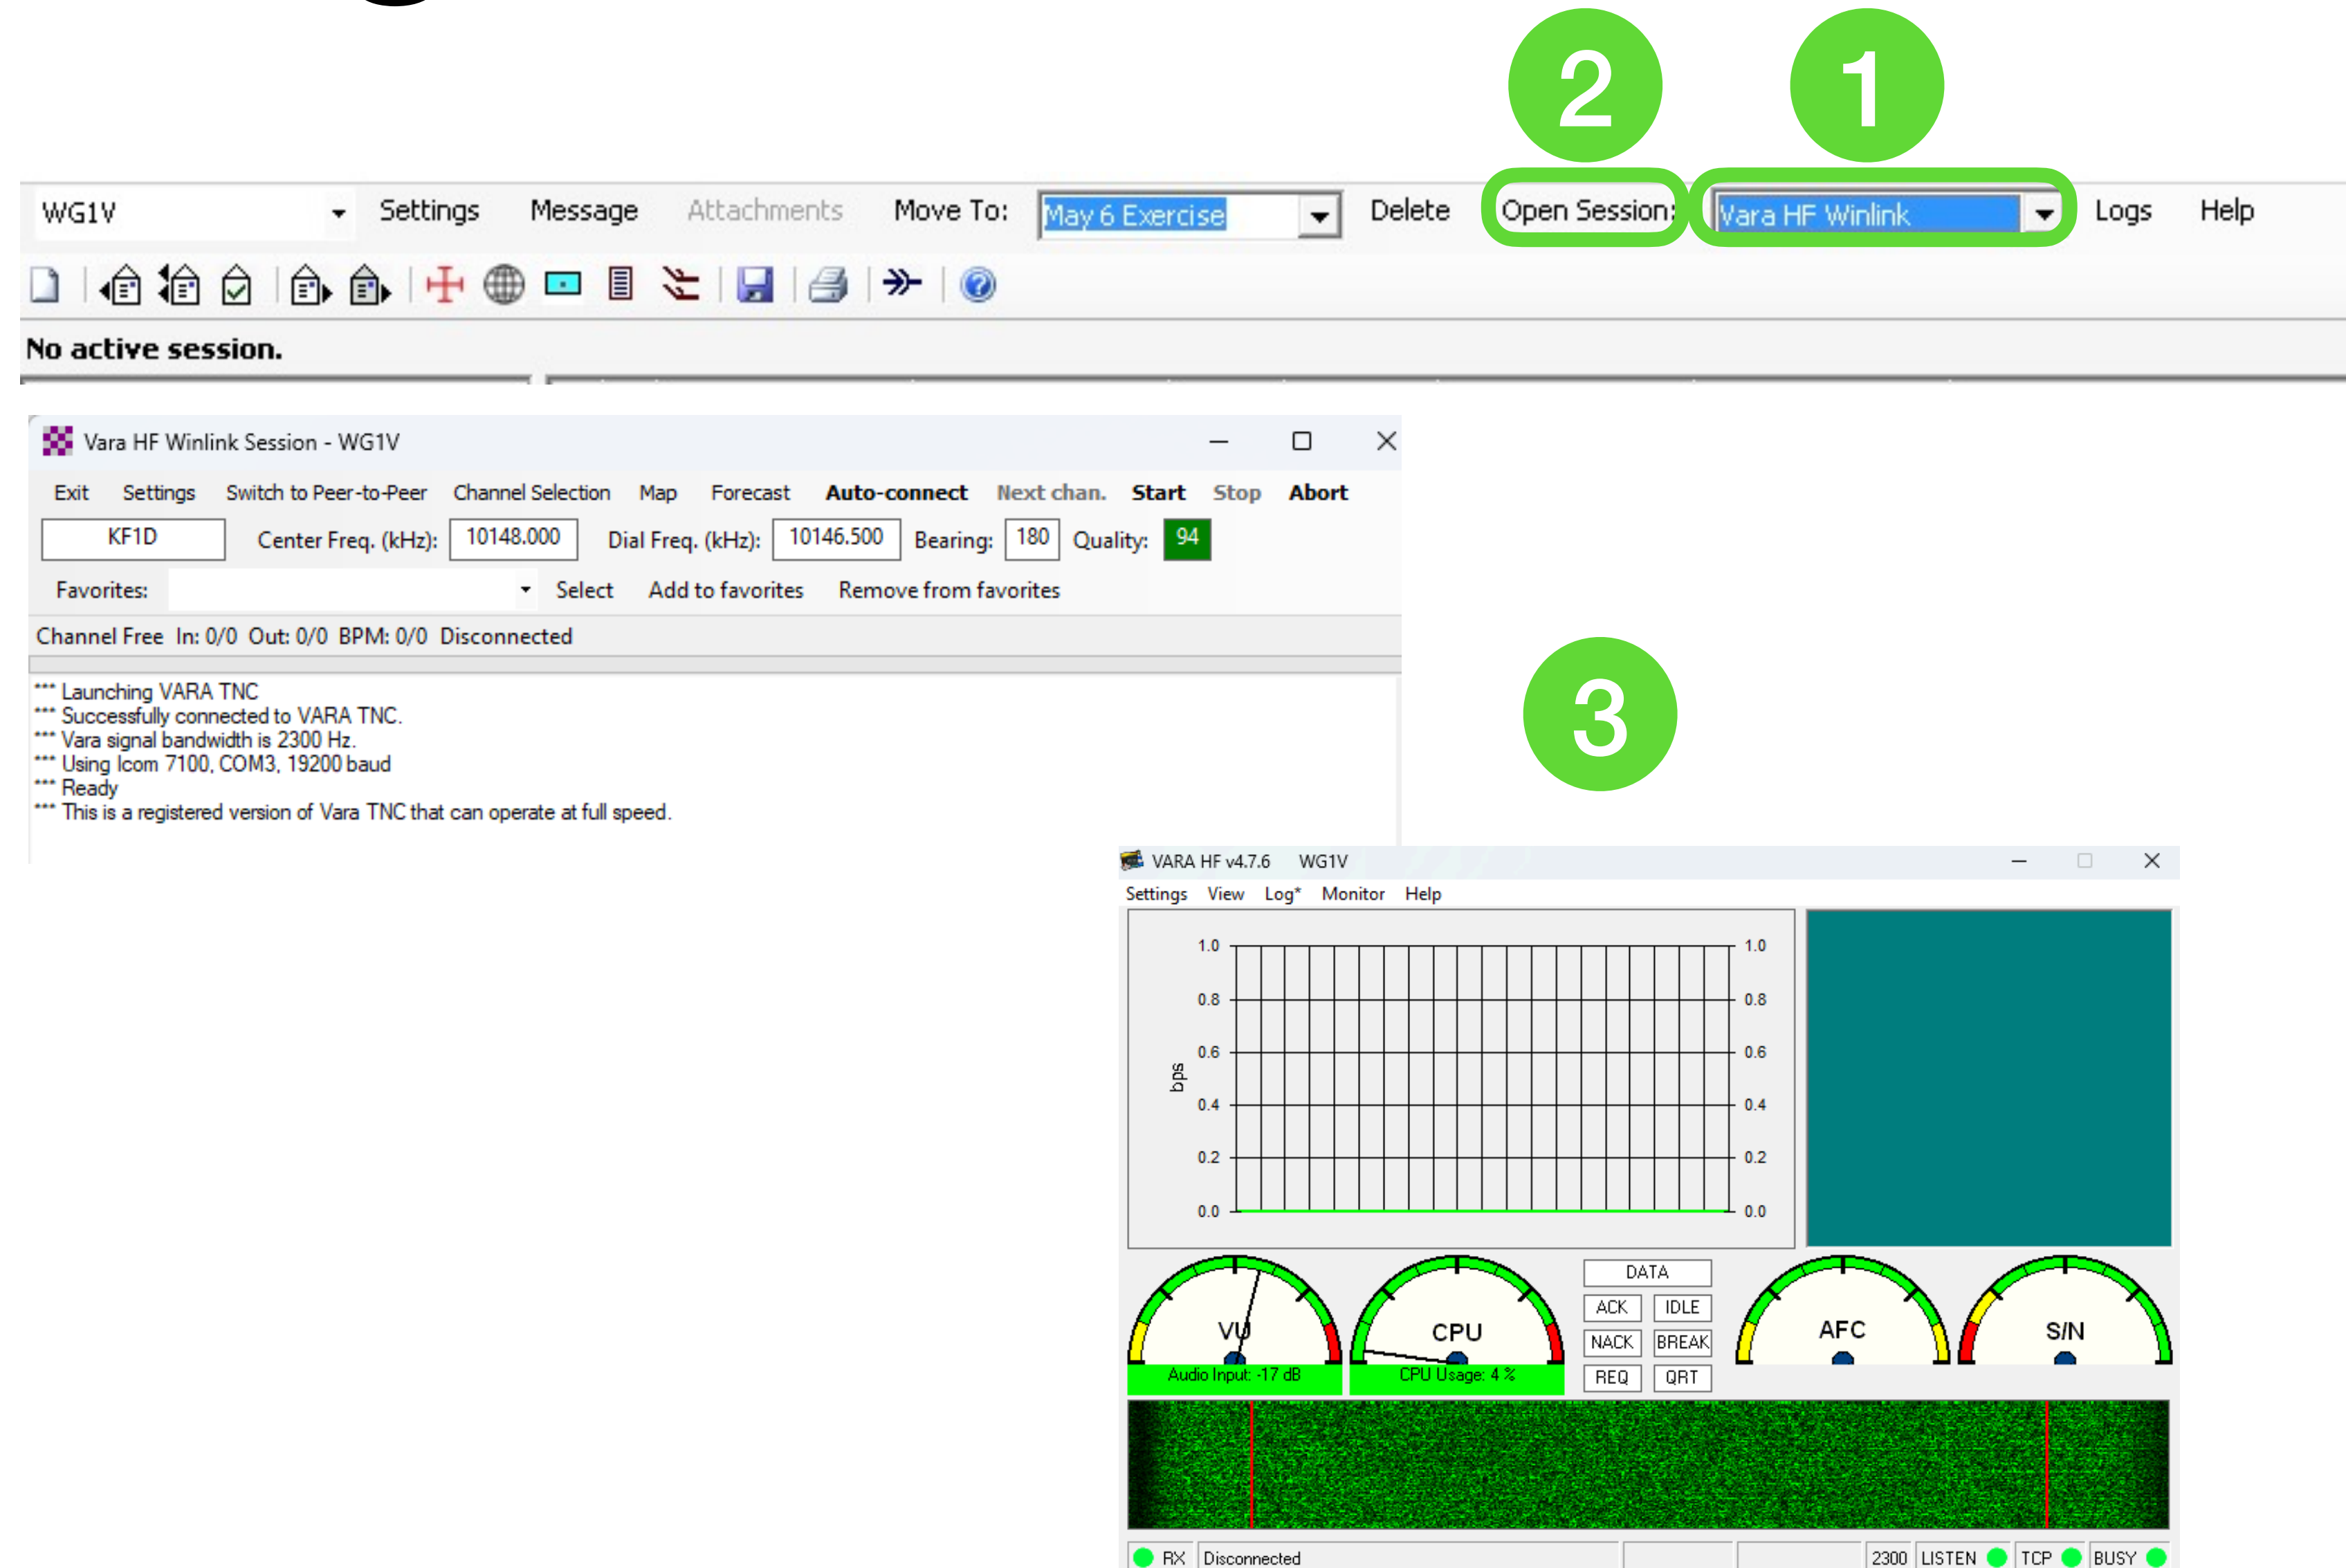 2 1
WG1V Settings Message Attachments Move To: May 6 Exercise Delete Open Session: Vara HF Winlink Logs Help
No active session.
Vara HF Winlink Session - WG1V
Exit Settings Switch to Peer-to-Peer Channel Selection Map Forecast Auto-connect Next chan. Start Stop Abort
KF1D Center Freq. (kHz): 10148.000 Dial Freq. (kHz): 10146.500 Bearing: 180 Quality: 94
Favorites: Select Add to favorites Remove from favorites
Channel Free In: 0/0 Out: 0/0 BPM: 0/0 Disconnected
*** Launching VARA TNC
*** Successfully connected to VARA TNC.
*** Vara signal bandwidth is 2300 Hz.
*** Using Icom 7100, COM3, 19200 baud
*** Ready
*** This is a registered version of Vara TNC that can operate at full speed.
3
VARA HF v4.7.6 WG1V
Settings View Log* Monitor Help
1.0 1.0
0.8 0.8
0.6 0.6
bps
0.4 0.4
0.2 0.2
0.0 0.0
DATA
ACK IDLE
VU CPU NACK BREAK AFC S/N
Audio Input: -17 dB CPU Usage: 4 % REQ QRT
RX Disconnected 2300 LISTEN TCP BUSY